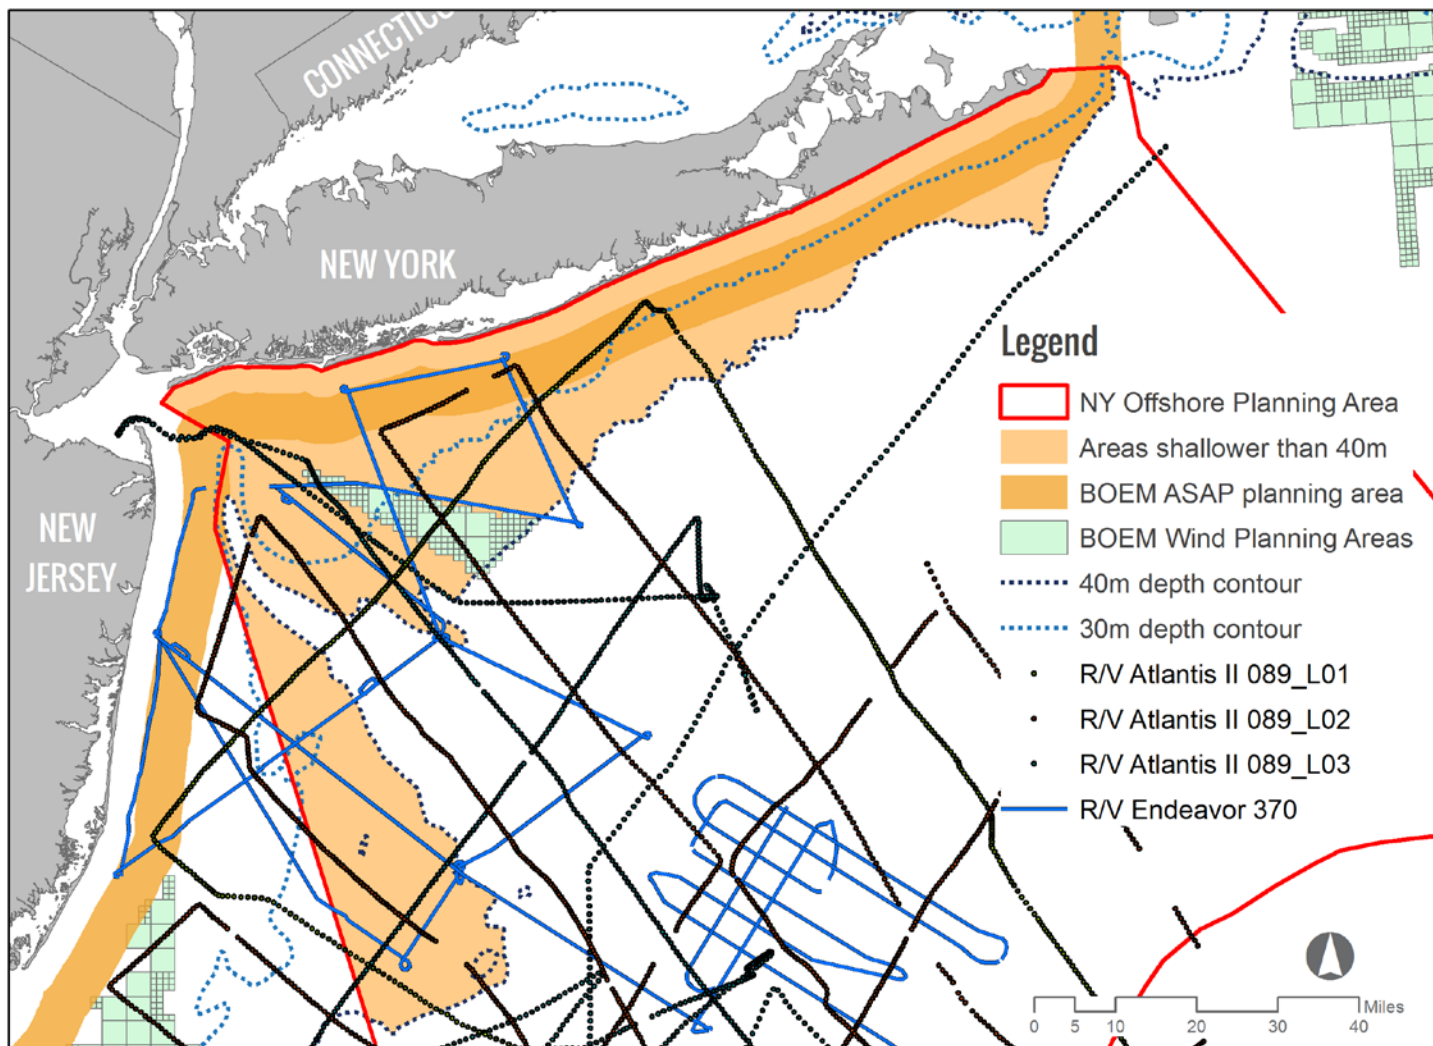 CONNECTICU
NEW YORK
NEW
JERSEY
Legend
NY Offshore Planning Area
Areas shallower than 40m
BOEM ASAP planning area
BOEM Wind Planning Areas
40m depth contour
30m depth contour
R/V Atlantis II 089_L01
R/V Atlantis II 089_L02
R/V Atlantis II 089_L03
R/V Endeavor 370
Miles
0 5 10 20 30 40